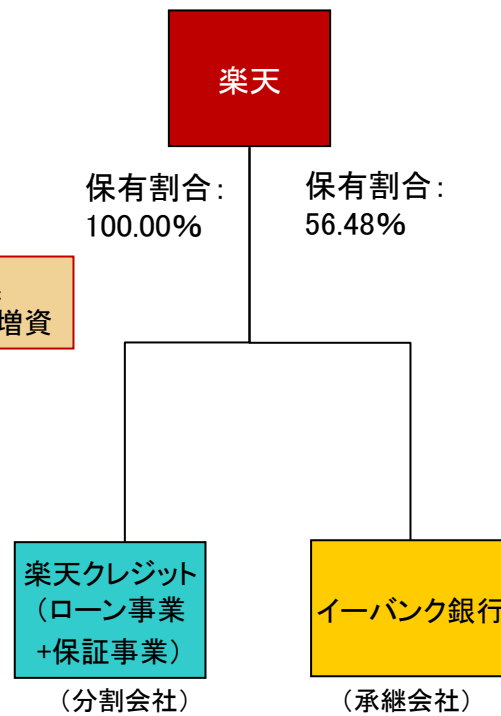 楽天
保有割合：
100.00%
保有割合：
56.48%
増資
楽天クレジット
（ローン事業
+保証事業）
イーバンク銀行
（分割会社）
（承継会社）